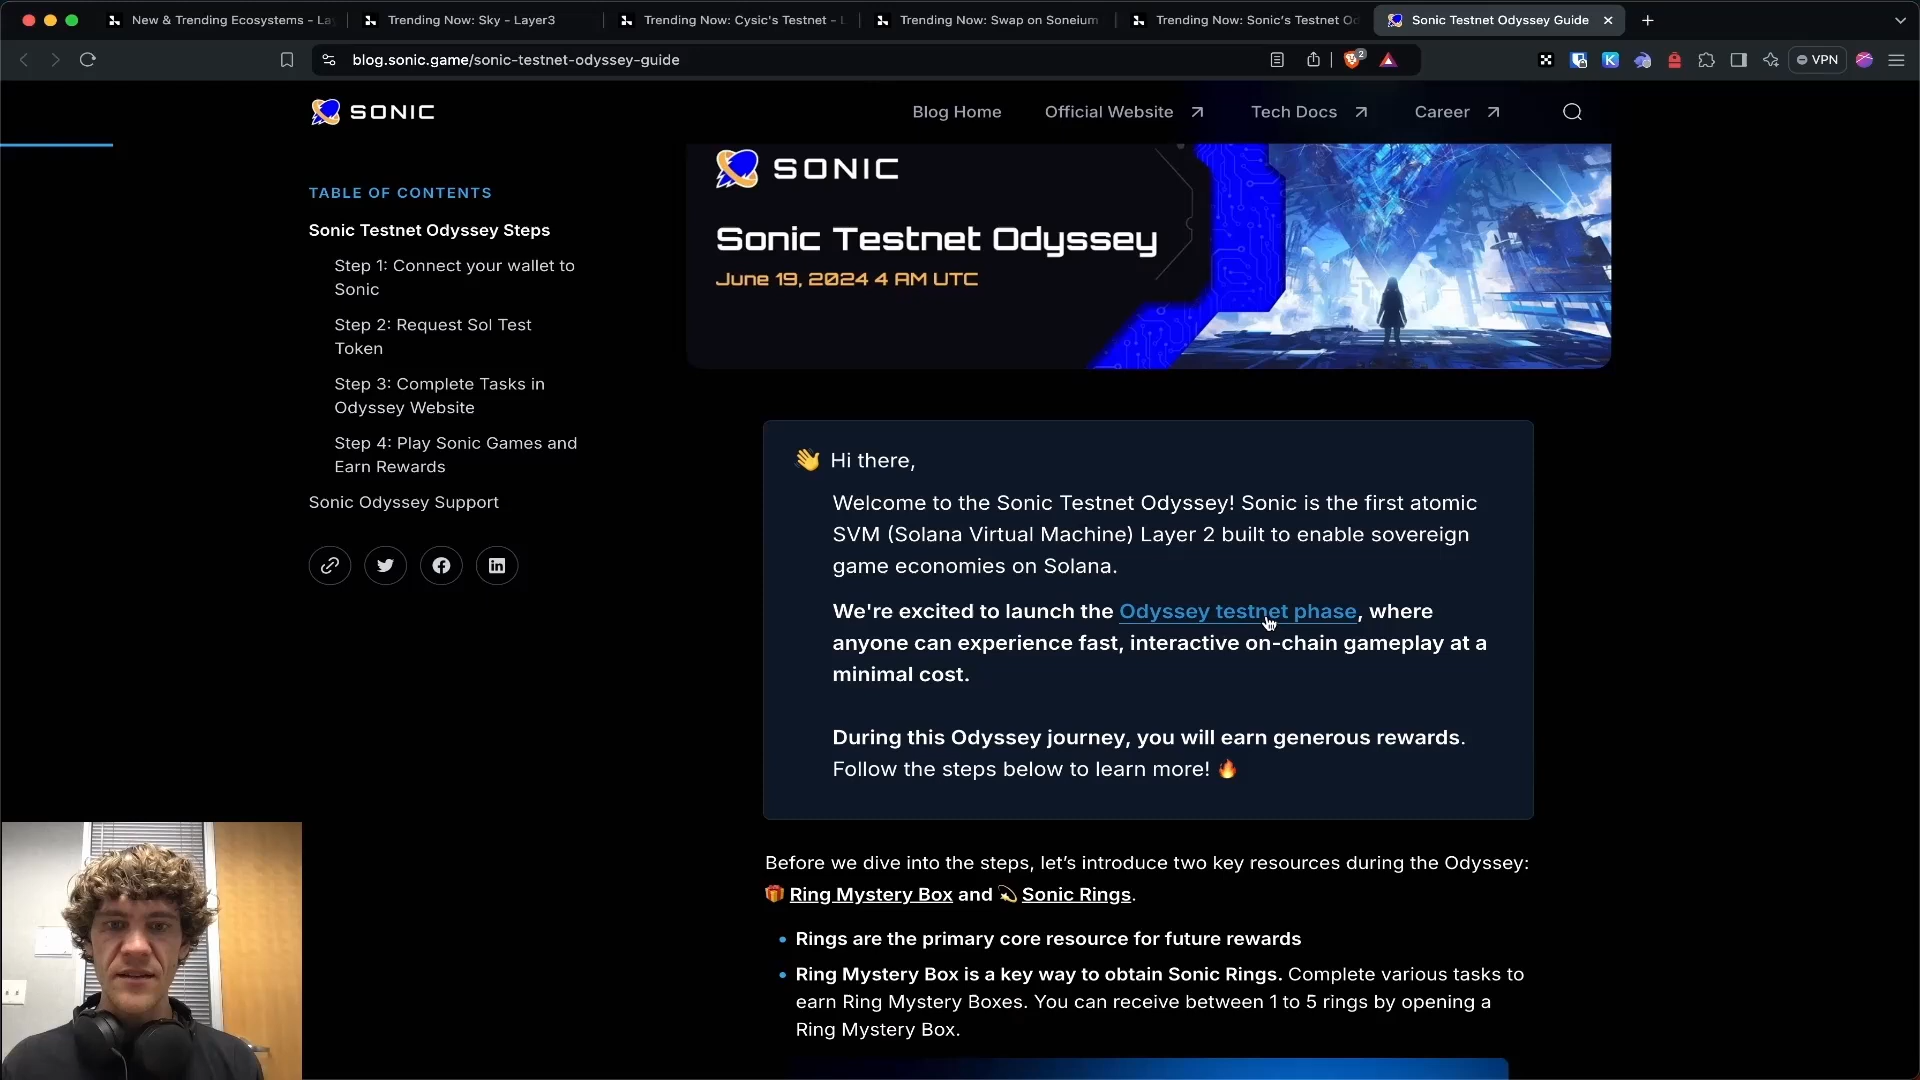 New & Trending Ecosystems - La
Trending Now: Sky - Layer3
Trending Now: Cysic's Testnet - L
Trending Now: Swap on Soneium
Trending Now: Sonic's Testnet Od
Sonic Testnet Odyssey Guide
blog.sonic.game/sonic-testnet-odyssey-guide
2
K
VPN
SONIC
Blog Home
Official Website
Tech Docs
Career
SONIC
Sonic Testnet Odyssey
June 19, 2024 4 AM UTC
TABLE OF CONTENTS
Sonic Testnet Odyssey Steps
Step 1: Connect your wallet to
Sonic
Step 2: Request Sol Test
Token
Step 3: Complete Tasks in
Odyssey Website
Step 4: Play Sonic Games and
Earn Rewards
Sonic Odyssey Support
👋 Hi there,
Welcome to the Sonic Testnet Odyssey! Sonic is the first atomic
SVM (Solana Virtual Machine) Layer 2 built to enable sovereign
game economies on Solana.
We're excited to launch the Odyssey testnet phase, where
anyone can experience fast, interactive on-chain gameplay at a
minimal cost.
During this Odyssey journey, you will earn generous rewards.
Follow the steps below to learn more! 🔥
Before we dive into the steps, let’s introduce two key resources during the Odyssey:
🎁 Ring Mystery Box and 💫 Sonic Rings.
• Rings are the primary core resource for future rewards
• Ring Mystery Box is a key way to obtain Sonic Rings. Complete various tasks to
earn Ring Mystery Boxes. You can receive between 1 to 5 rings by opening a
Ring Mystery Box.